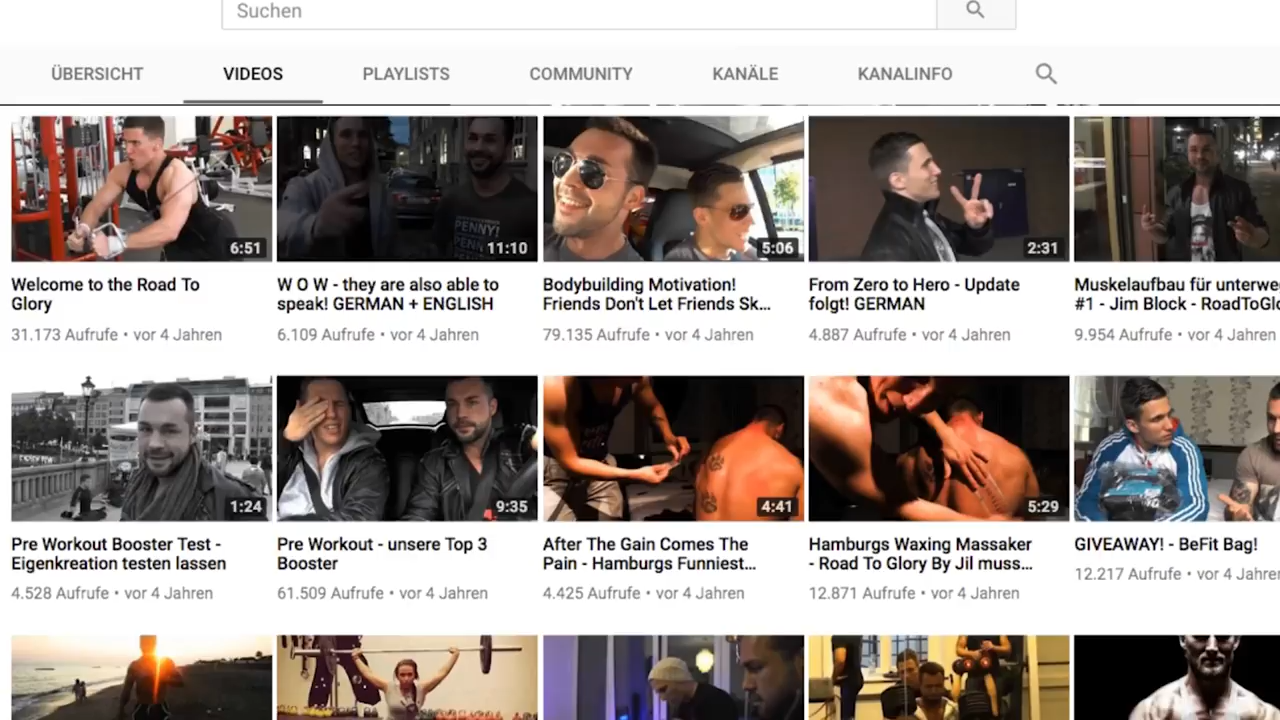 Suchen
ÜBERSICHT VIDEOS PLAYLISTS COMMUNITY KANÄLE KANALINFO
PENNY!
PENN
6:51 11:10 5:06 2:31
Welcome to the Road To
Glory
31.173 Aufrufe • vor 4 Jahren
W O W - they are also able to
speak! GERMAN + ENGLISH
6.109 Aufrufe • vor 4 Jahren
Bodybuilding Motivation!
Friends Don't Let Friends Sk...
79.135 Aufrufe • vor 4 Jahren
From Zero to Hero - Update
folgt! GERMAN
4.887 Aufrufe • vor 4 Jahren
Muskelaufbau für unterwe
#1 - Jim Block - RoadToGlo
9.954 Aufrufe • vor 4 Jahren
1:24 9:35 4:41 5:29
Pre Workout Booster Test -
Eigenkreation testen lassen
4.528 Aufrufe • vor 4 Jahren
Pre Workout - unsere Top 3
Booster
61.509 Aufrufe • vor 4 Jahren
After The Gain Comes The
Pain - Hamburgs Funniest...
4.425 Aufrufe • vor 4 Jahren
Hamburgs Waxing Massaker
- Road To Glory By Jil muss...
12.871 Aufrufe • vor 4 Jahren
GIVEAWAY! - BeFit Bag!
12.217 Aufrufe • vor 4 Jahren